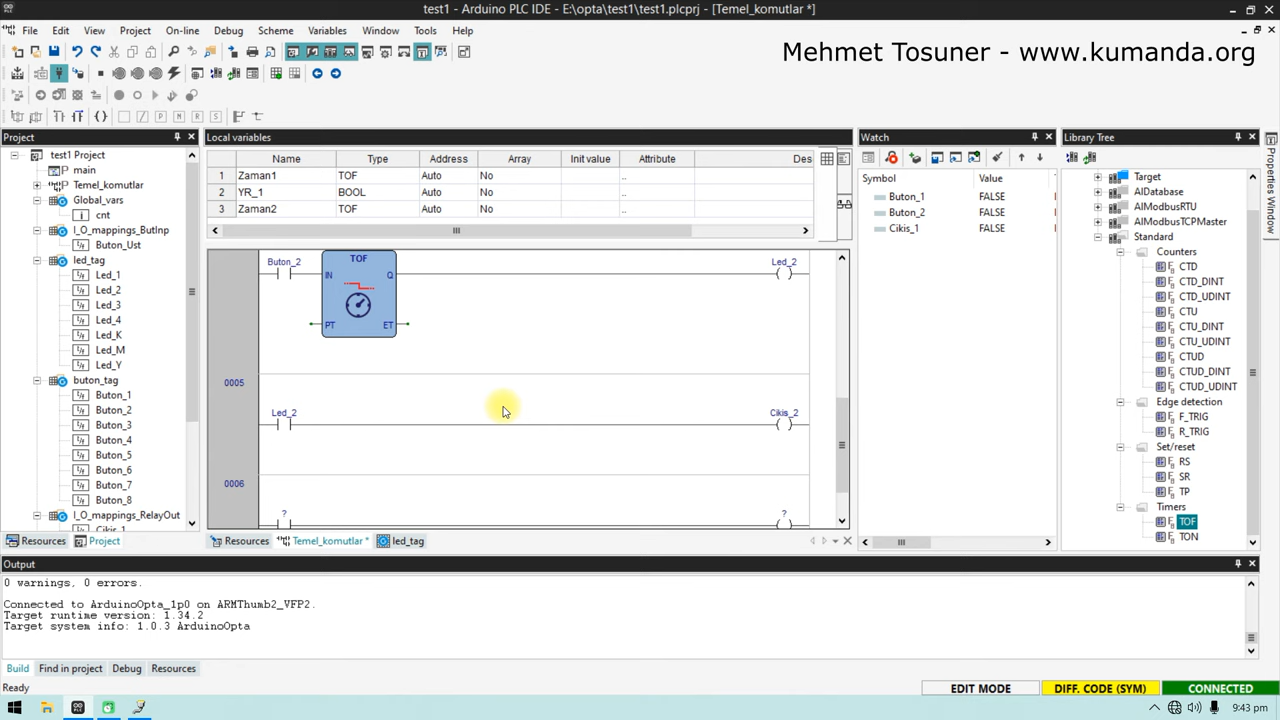 test1 - Arduino PLC IDE - E:\opta\test1\test1.plcprj - [Temel_komutlar *]
File Edit View Project On-line Debug Scheme Variables Window Tools Help
Mehmet Tosuner - www.kumanda.org
Project
test1 Project
main
Temel_komutlar
Global_vars
cnt
I_O_mappings_ButInp
Buton_Ust
led_tag
Led_1
Led_2
Led_3
Led_4
Led_K
Led_M
Led_Y
buton_tag
Buton_1
Buton_2
Buton_3
Buton_4
Buton_5
Buton_6
Buton_7
Buton_8
I_O_mappings_RelayOut
Cikis_1
Resources Project
Local variables
Name Type Address Array Init value Attribute Des
1 Zaman1 TOF Auto No ..
2 YR_1 BOOL Auto No ..
3 Zaman2 TOF Auto No ..
Buton_2 TOF Led_2
IN Q
PT ET
0005
Led_2 Cikis_2
0006
? ?
Resources Temel_komutlar * led_tag
Watch
Symbol Value
Buton_1 FALSE
Buton_2 FALSE
Cikis_1 FALSE
Library Tree
Target
AIDatabase
AIModbusRTU
AIModbusTCPMaster
Standard
Counters
CTD
CTD_DINT
CTD_UDINT
CTU
CTU_DINT
CTU_UDINT
CTUD
CTUD_DINT
CTUD_UDINT
Edge detection
F_TRIG
R_TRIG
Set/reset
RS
SR
TP
Timers
TOF
TON
Properties Window
Output
0 warnings, 0 errors.
Connected to ArduinoOpta_1p0 on ARMThumb2_VFP2.
Target runtime version: 1.34.2
Target system info: 1.0.3 ArduinoOpta
Build Find in project Debug Resources
Ready EDIT MODE DIFF. CODE (SYM) CONNECTED
9:43 pm